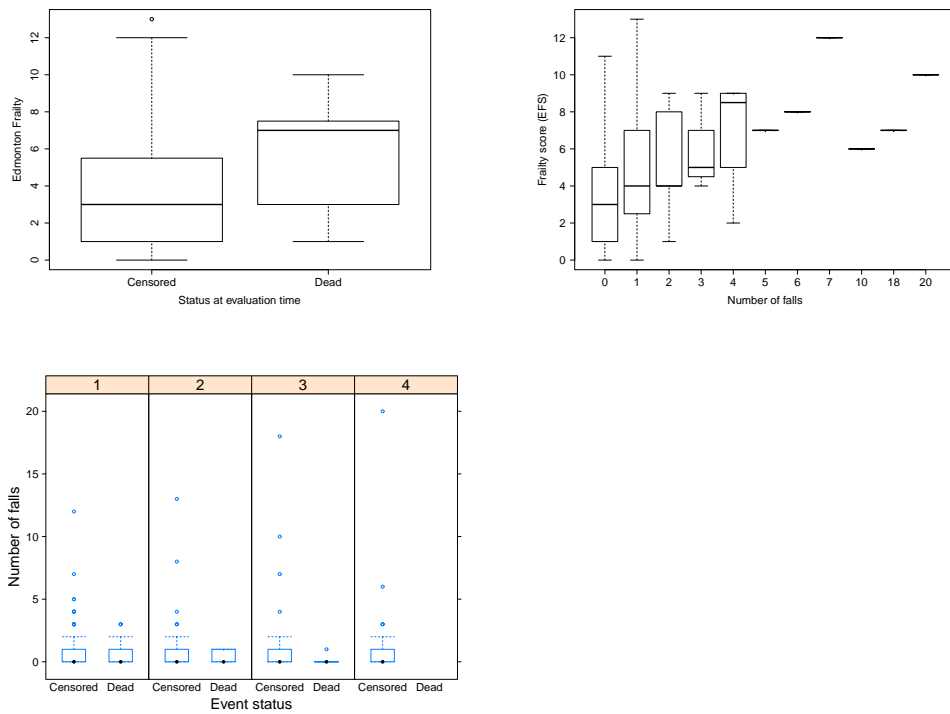 Edmonton Frailty
12
10
8
6
4
2
0
Censored Dead
Status at evaluation time
Frailty score (EFS)
12
10
8
6
4
2
0
0 1 2 3 4 5 6 7 10 18 20
Number of falls
1 2 3 4
Number of falls
20
15
10
5
0
Censored Dead Censored Dead Censored Dead Censored Dead
Event status